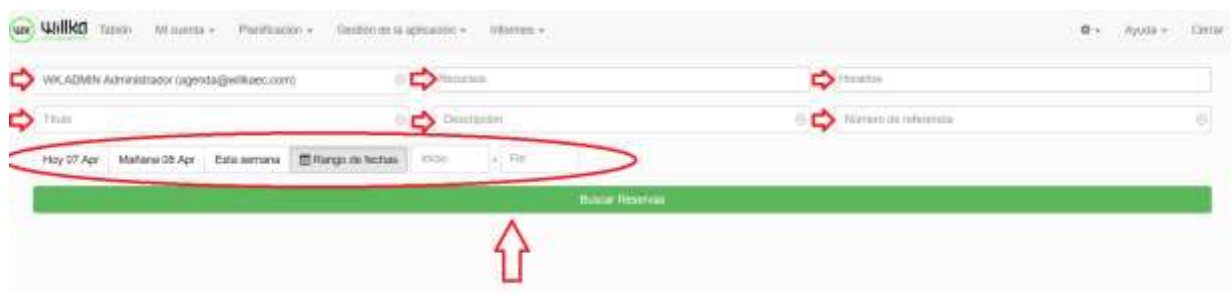 WK Willka Tablón Mi cuenta Planificación Gestión de la aplicación Informes Ayuda Cerrar
WK.ADMIN Administrador (agenda@willkaec.com) Recursos Horarios
Título Descripción Número de referencia
Hoy 07 Apr Mañana 08 Apr Esta semana Rango de fechas Inicio - Fin
Buscar Reservas